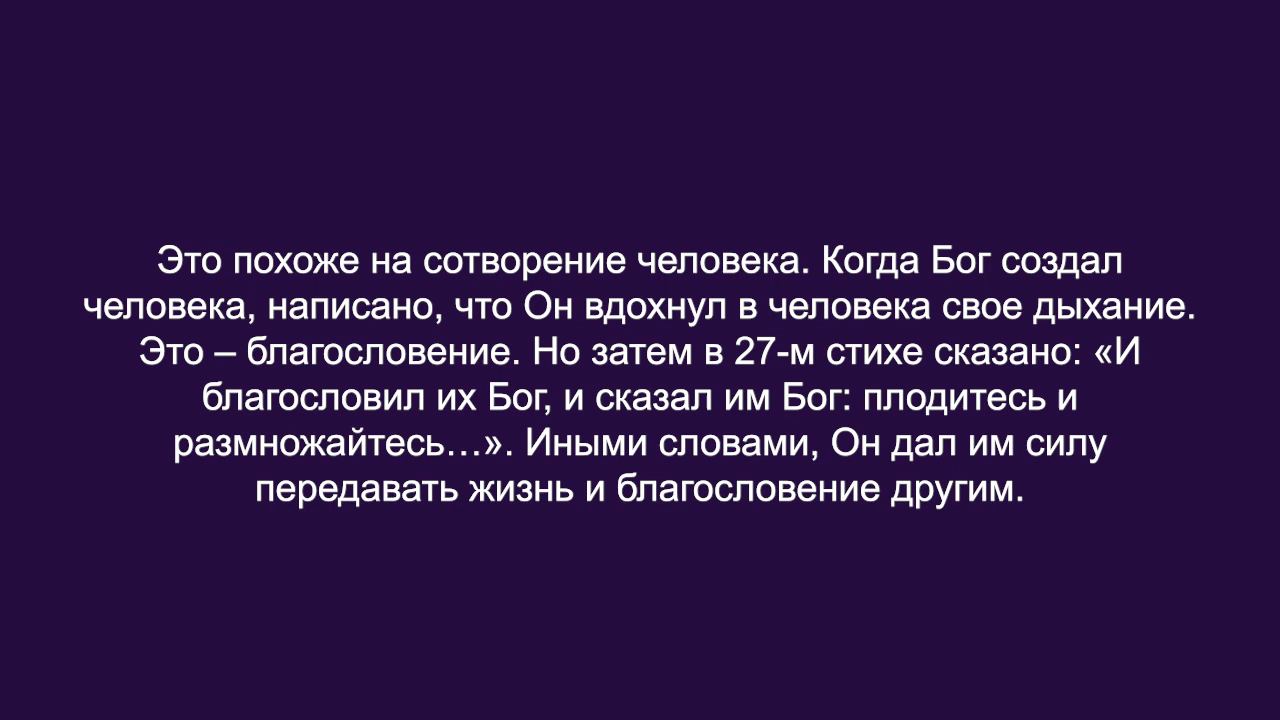 Это похоже на сотворение человека. Когда Бог создал
человека, написано, что Он вдохнул в человека свое дыхание.
Это – благословение. Но затем в 27-м стихе сказано: «И
благословил их Бог, и сказал им Бог: плодитесь и
размножайтесь…». Иными словами, Он дал им силу
передавать жизнь и благословение другим.